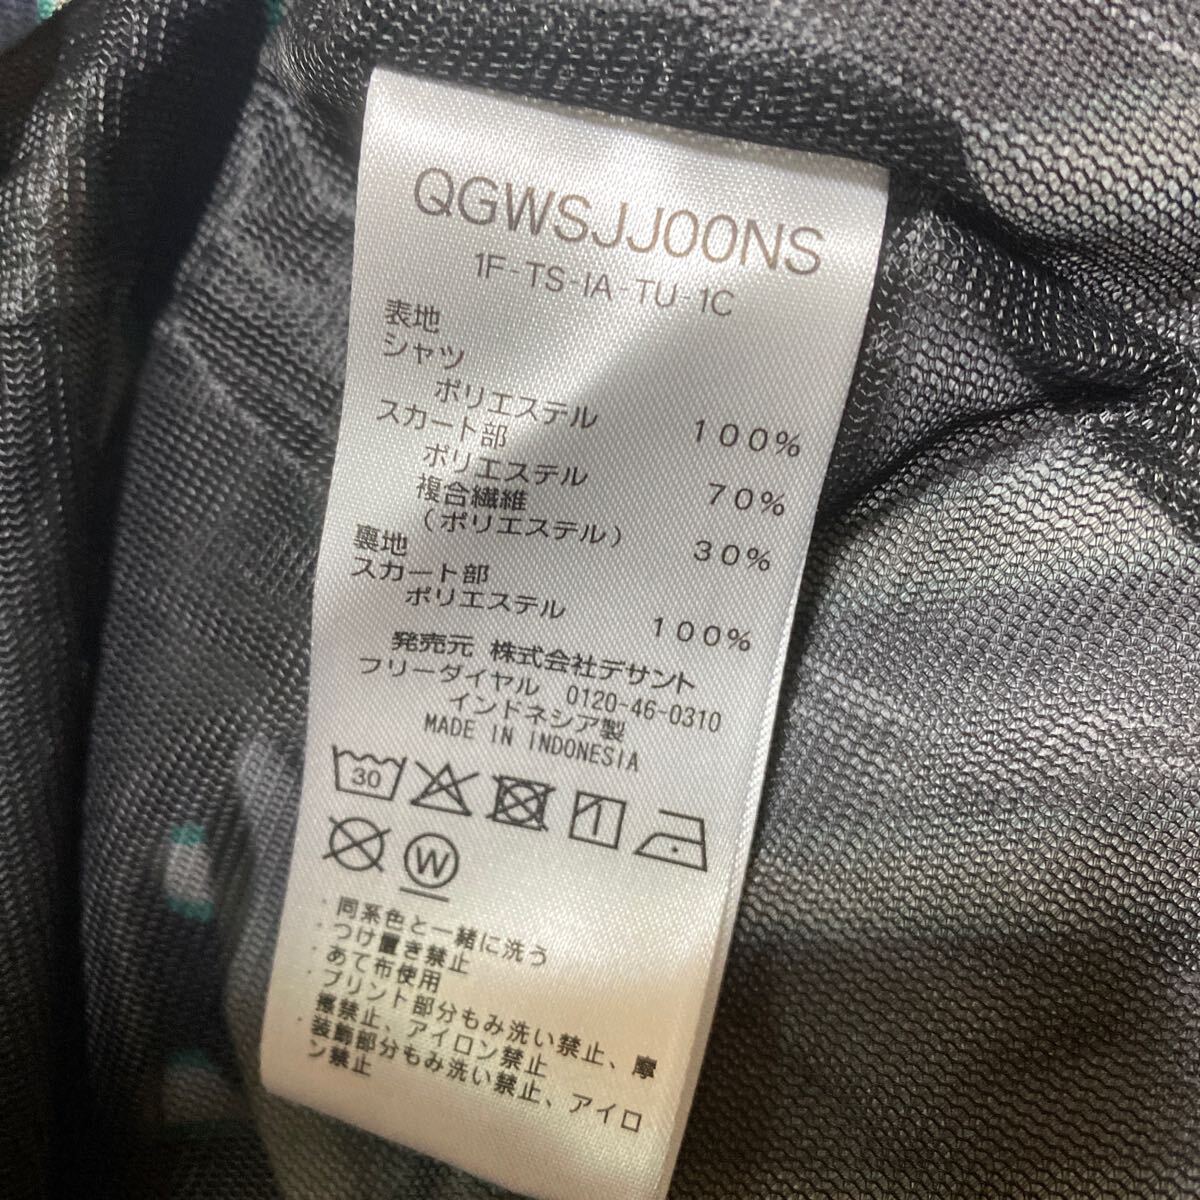 QGWSJJ00NS
1F-TS-IA-TU-1C
表地
シャツ
ポリエステル 100%
スカート部
ポリエステル 70%
複合繊維
(ポリエステル) 30%
裏地
スカート部
ポリエステル 100%
発売元 株式会社デサント
フリーダイヤル 0120-46-0310
インドネシア製
MADE IN INDONESIA
30
W
・同系色と一緒に洗う
・つけ置き禁止
・あて布使用
・プリント部分もみ洗い禁止、摩
擦禁止、アイロン禁止
・装飾部分もみ洗い禁止、アイロ
ン禁止